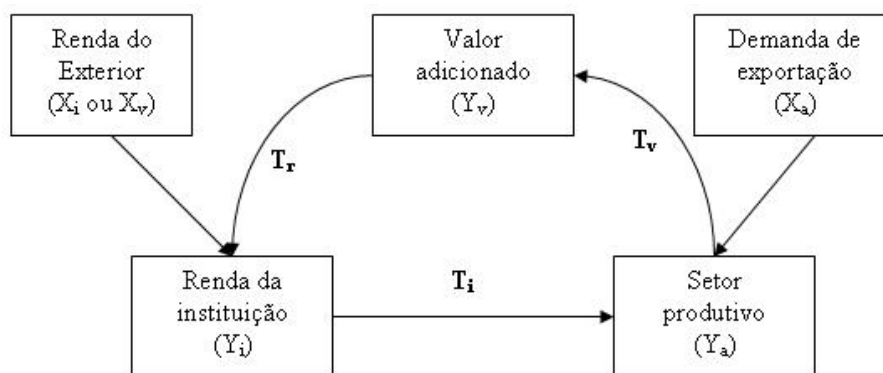 Renda do
Exterior
(Xi ou Xv)
Valor
adicionado
(Yv)
Demanda de
exportação
(Xa)
Tr
Tv
Renda da
instituição
(Yi)
Ti
Setor
produtivo
(Ya)